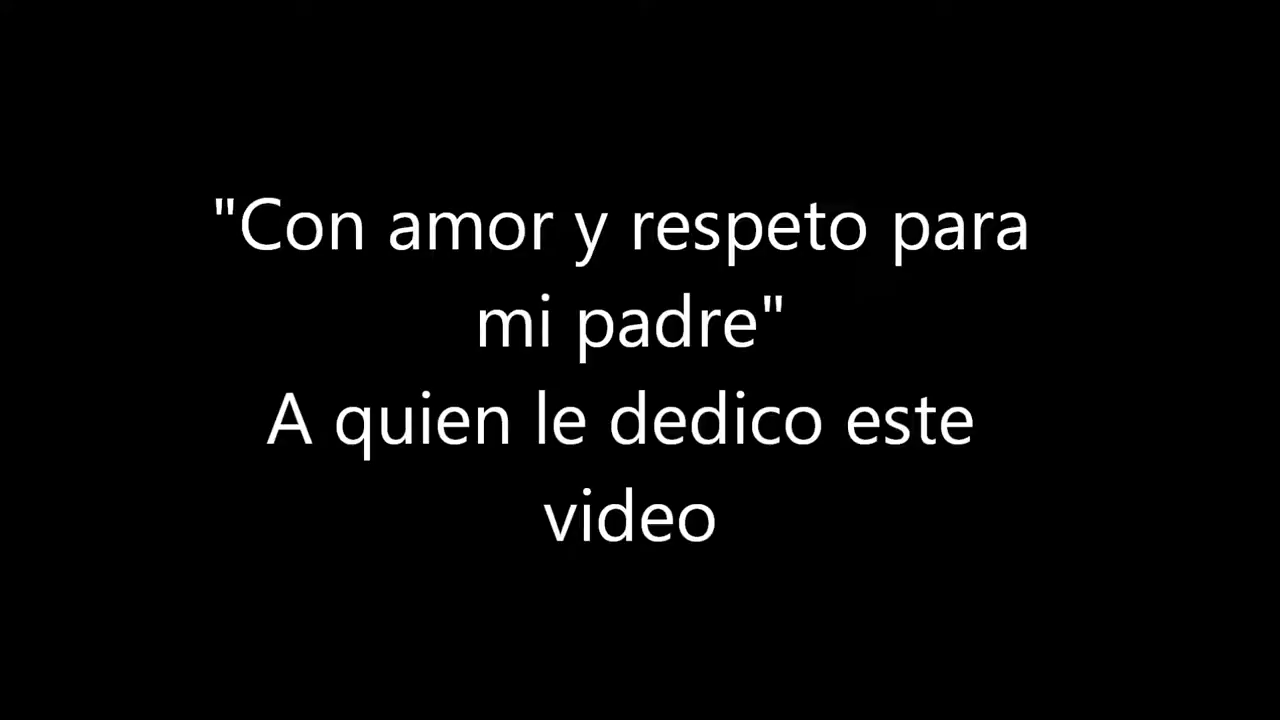 "Con amor y respeto para
mi padre"
A quien le dedico este
video